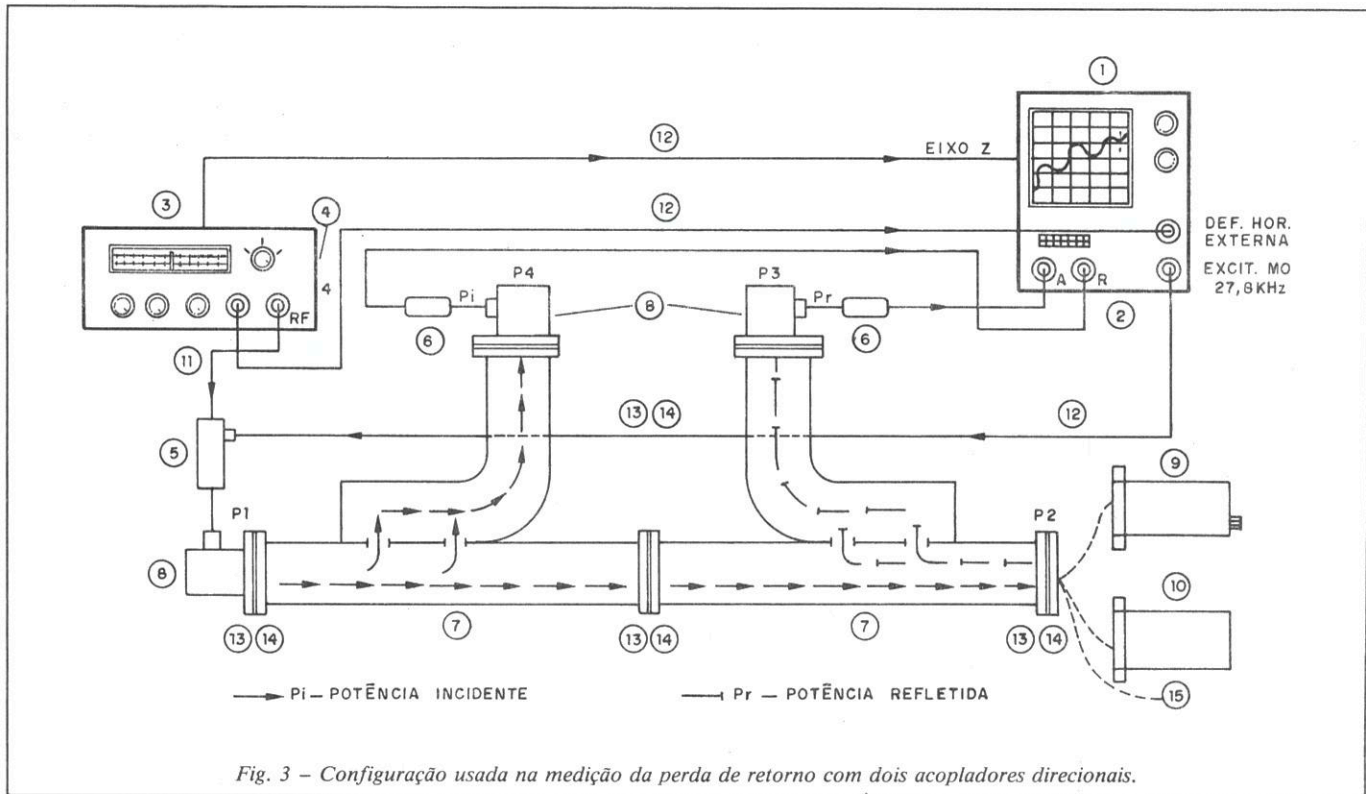 1
12
EIXO Z
3
4
12
DEF. HOR.
EXTERNA
4
P4
P3
EXCIT. MO
27,8KHz
Pi
Pr
A
R
RF
8
2
6
6
11
13 14
12
5
9
P1
P2
8
10
13 14
7
13 14
7
13 14
Pi – POTÊNCIA INCIDENTE
Pr – POTÊNCIA REFLETIDA
15
Fig. 3 – Configuração usada na medição da perda de retorno com dois acopladores direcionais.